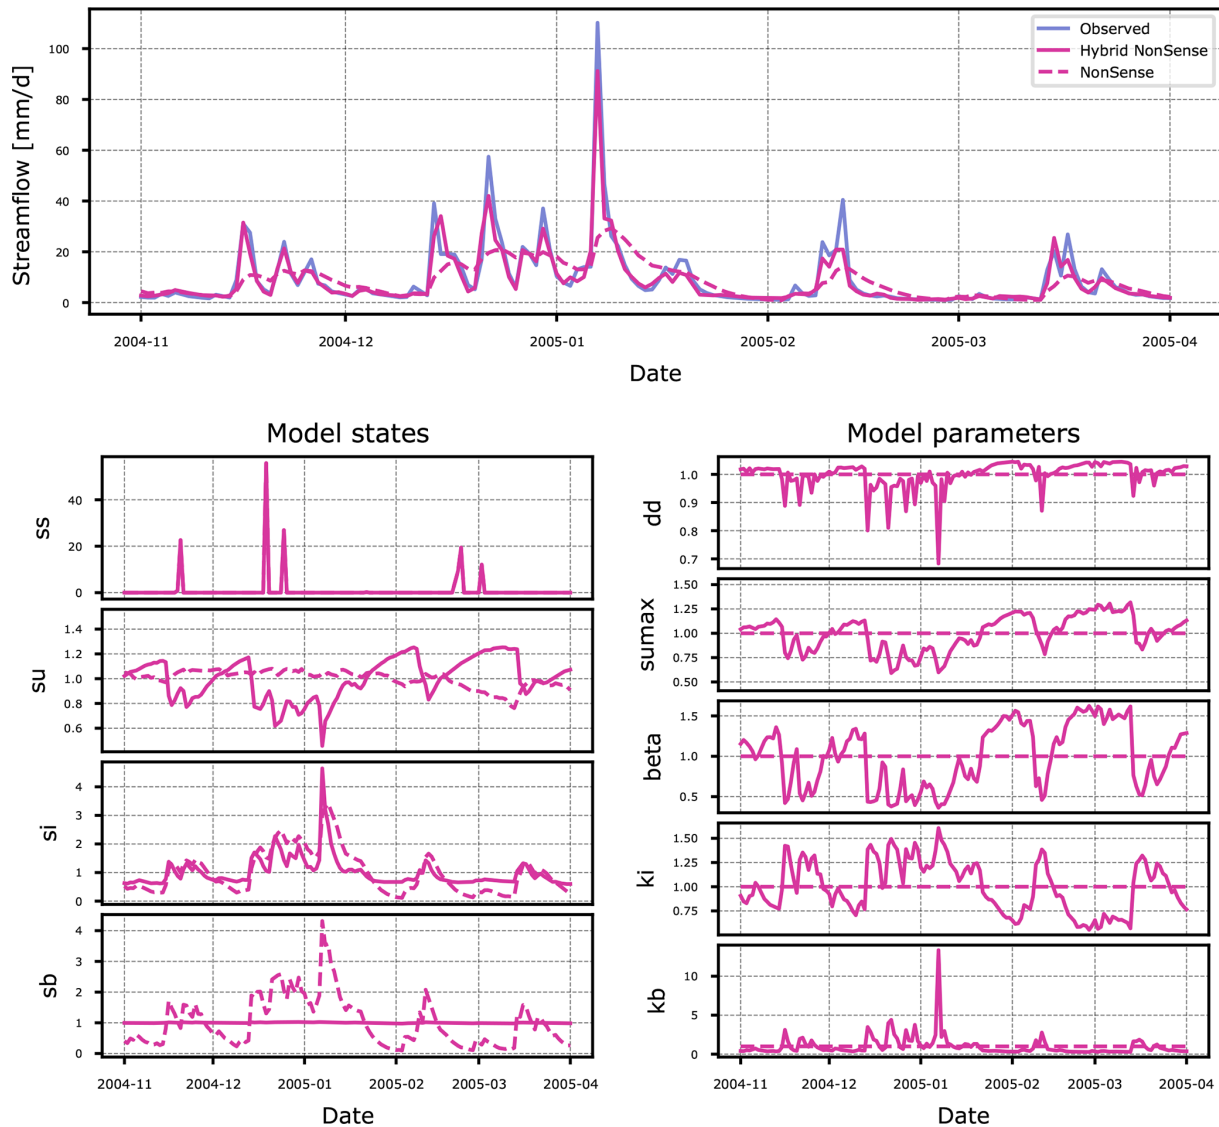 Streamflow [mm/d]
100
80
60
40
20
0
Observed
Hybrid NonSense
NonSense
2004-11 2004-12 2005-01 2005-02 2005-03 2005-04
Date
Model states
ss
40
20
0
su
1.4
1.2
1.0
0.8
0.6
si
4
3
2
1
0
sb
4
3
2
1
0
2004-11 2004-12 2005-01 2005-02 2005-03 2005-04
Date
Model parameters
dd
1.0
0.9
0.8
0.7
sumax
1.50
1.25
1.00
0.75
0.50
beta
1.5
1.0
0.5
ki
1.50
1.25
1.00
0.75
kb
10
5
0
2004-11 2004-12 2005-01 2005-02 2005-03 2005-04
Date